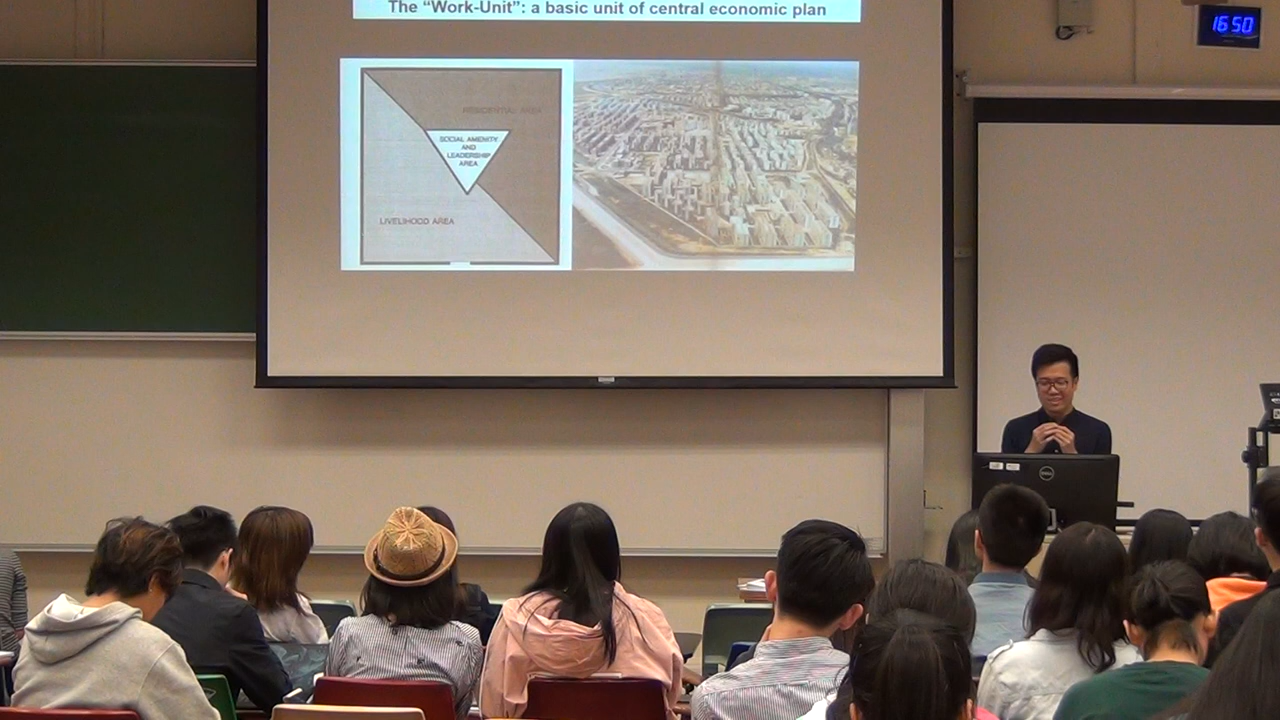 The “Work-Unit”: a basic unit of central economic plan
16 50
RESIDENTIAL AREA
SOCIAL AMENITY
AND
LEADERSHIP
AREA
LIVELIHOOD AREA
DELL